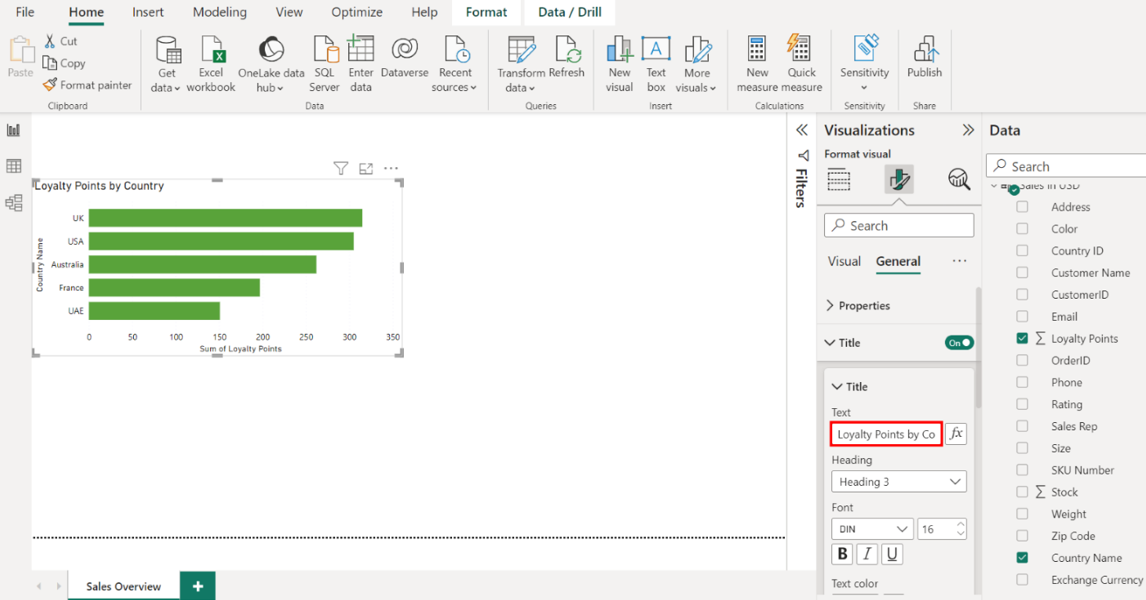 File Home Insert Modeling View Optimize Help Format Data / Drill
Paste
Cut
Copy
Format painter
Clipboard
Get data
Excel workbook
OneLake data hub
SQL Server
Enter data
Dataverse
Recent sources
Data
Transform data
Refresh
Queries
New visual
A
Text box
More visuals
Insert
New measure
Quick measure
Calculations
Sensitivity
Sensitivity
Publish
Share
Loyalty Points by Country
Country Name
UK
USA
Australia
France
UAE
0 50 100 150 200 250 300 350
Sum of Loyalty Points
Sales Overview
Filters
Visualizations
Format visual
Search
Visual General
Properties
Title On
Title
Text
Loyalty Points by Co
fx
Heading
Heading 3
Font
DIN 16
B I U
Text color
Data
Search
Sales in USD
Address
Color
Country ID
Customer Name
CustomerID
Email
∑ Loyalty Points
OrderID
Phone
Rating
Sales Rep
Size
SKU Number
∑ Stock
Weight
Zip Code
Country Name
Exchange Currency